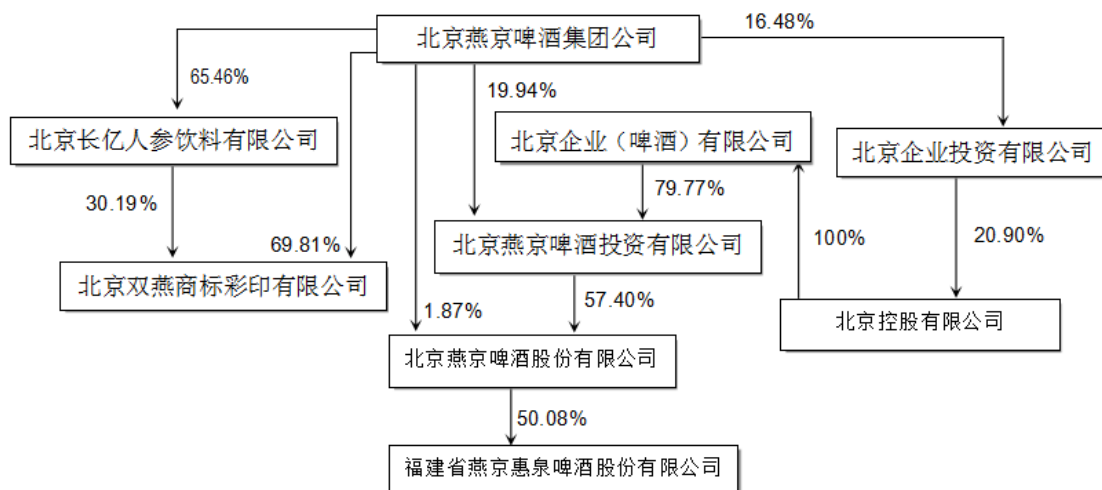 北京燕京啤酒集团公司
16.48%
65.46%
19.94%
北京长亿人参饮料有限公司
北京企业（啤酒）有限公司
北京企业投资有限公司
30.19%
79.77%
69.81%
北京燕京啤酒投资有限公司
100%
20.90%
北京双燕商标彩印有限公司
1.87%
57.40%
北京控股有限公司
北京燕京啤酒股份有限公司
50.08%
福建省燕京惠泉啤酒股份有限公司